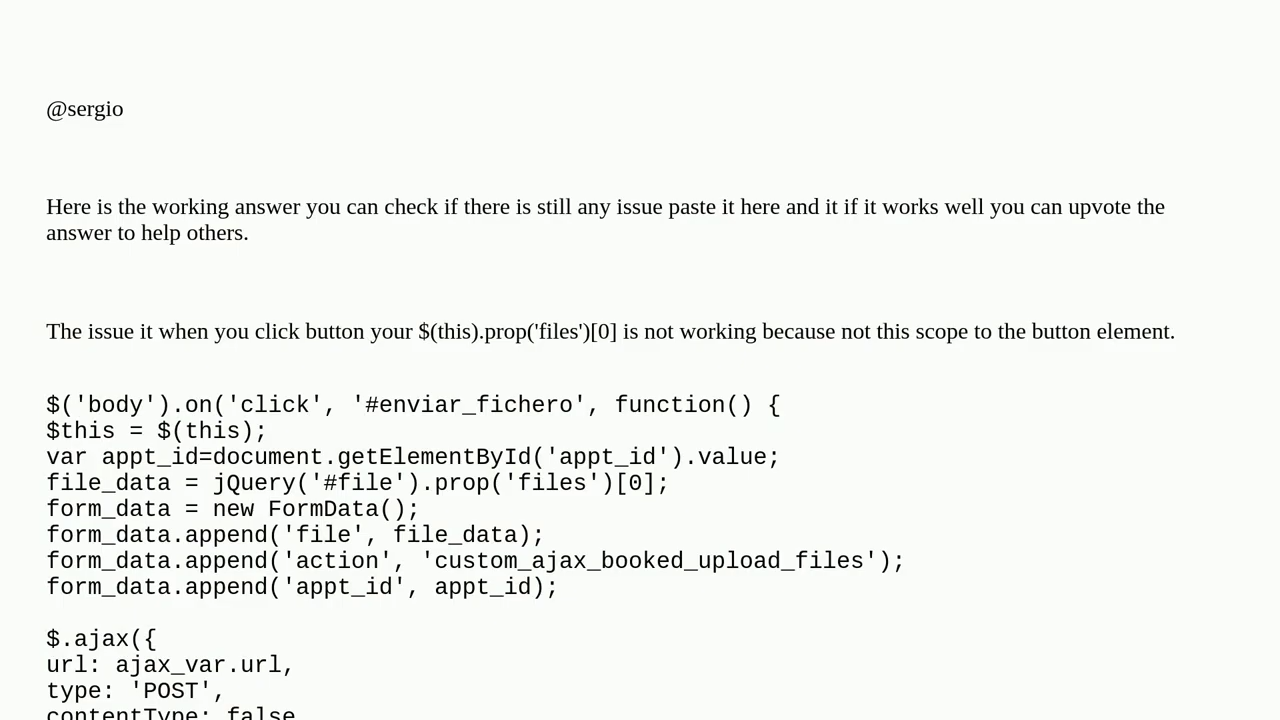 @sergio
Here is the working answer you can check if there is still any issue paste it here and it if it works well you can upvote the
answer to help others.
The issue it when you click button your $(this).prop('files')[0] is not working because not this scope to the button element.
$('body').on('click', '#enviar_fichero', function() {
$this = $(this);
var appt_id=document.getElementById('appt_id').value;
file_data = jQuery('#file').prop('files')[0];
form_data = new FormData();
form_data.append('file', file_data);
form_data.append('action', 'custom_ajax_booked_upload_files');
form_data.append('appt_id', appt_id);
$.ajax({
url: ajax_var.url,
type: 'POST',
contentType: false